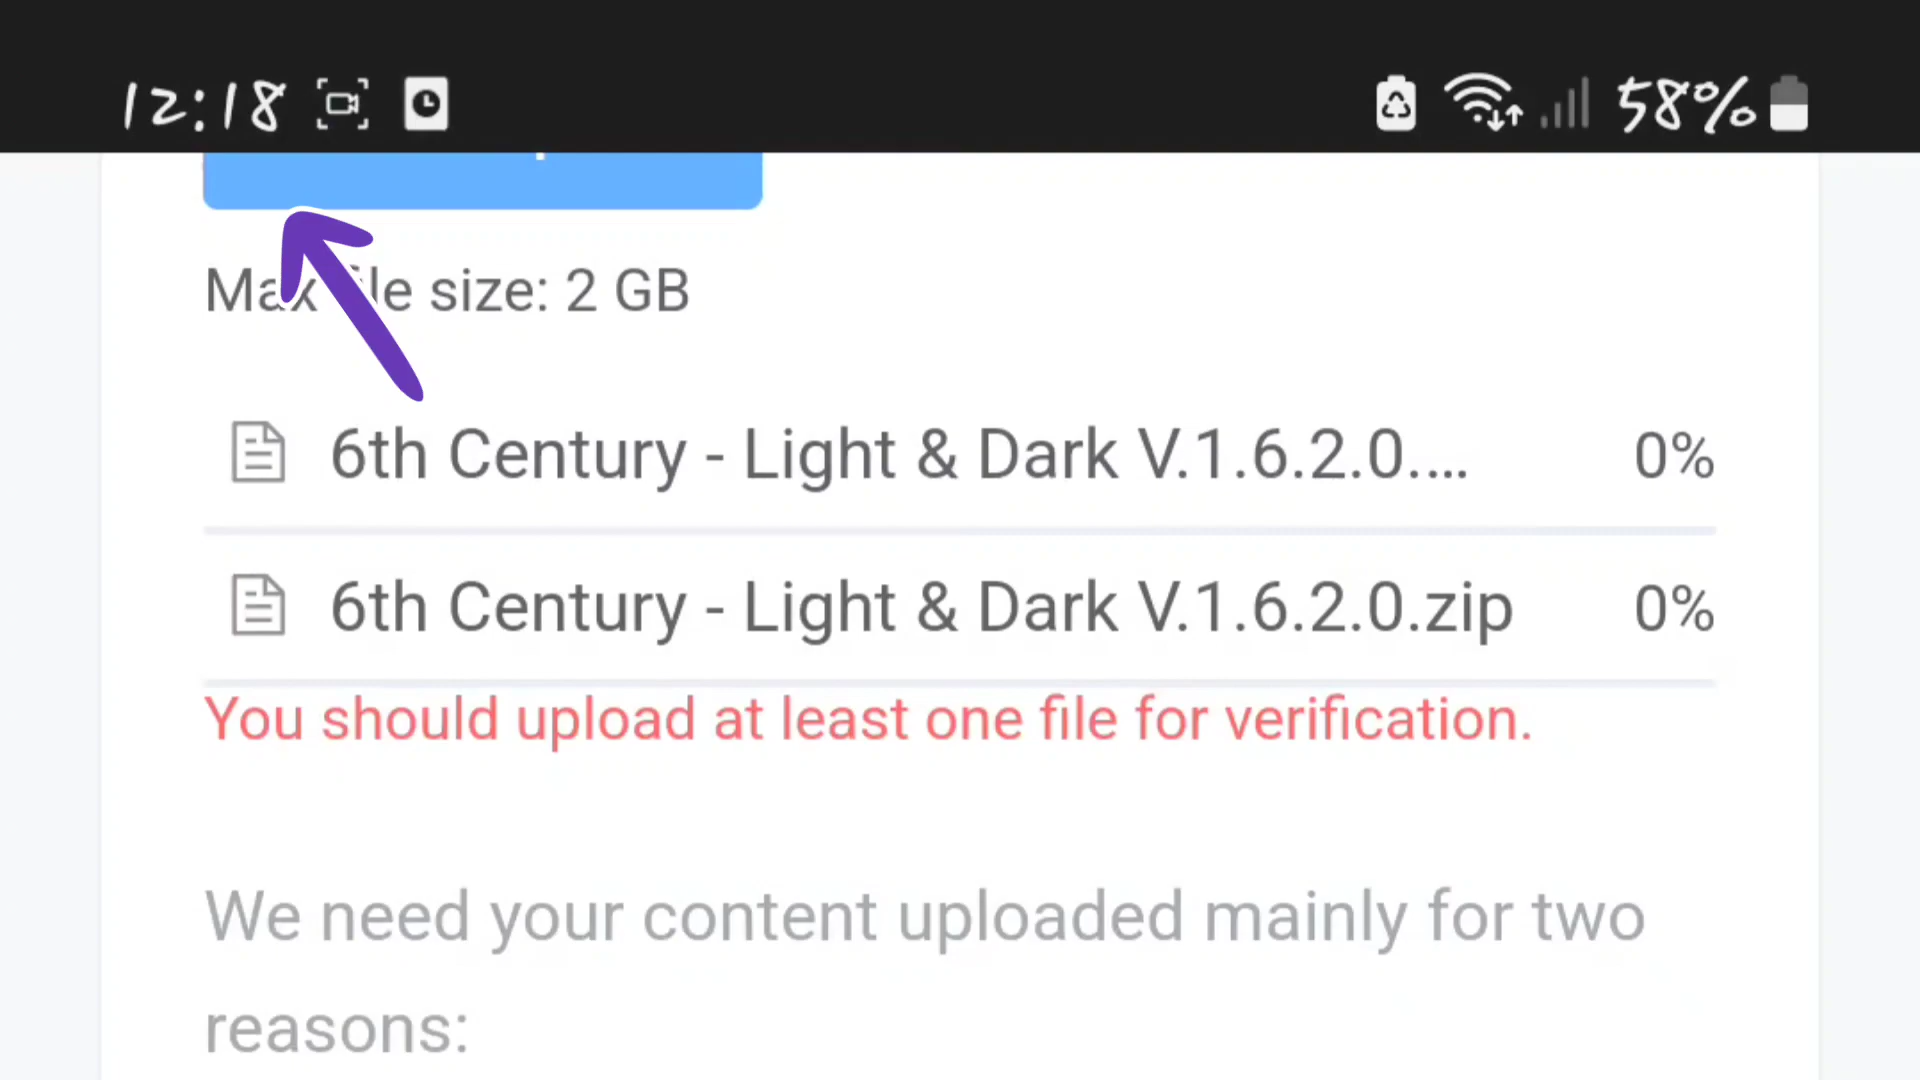 12:18 58%
Max file size: 2 GB
6th Century - Light & Dark V.1.6.2.0.... 0%
6th Century - Light & Dark V.1.6.2.0.zip 0%
You should upload at least one file for verification.
We need your content uploaded mainly for two
reasons: